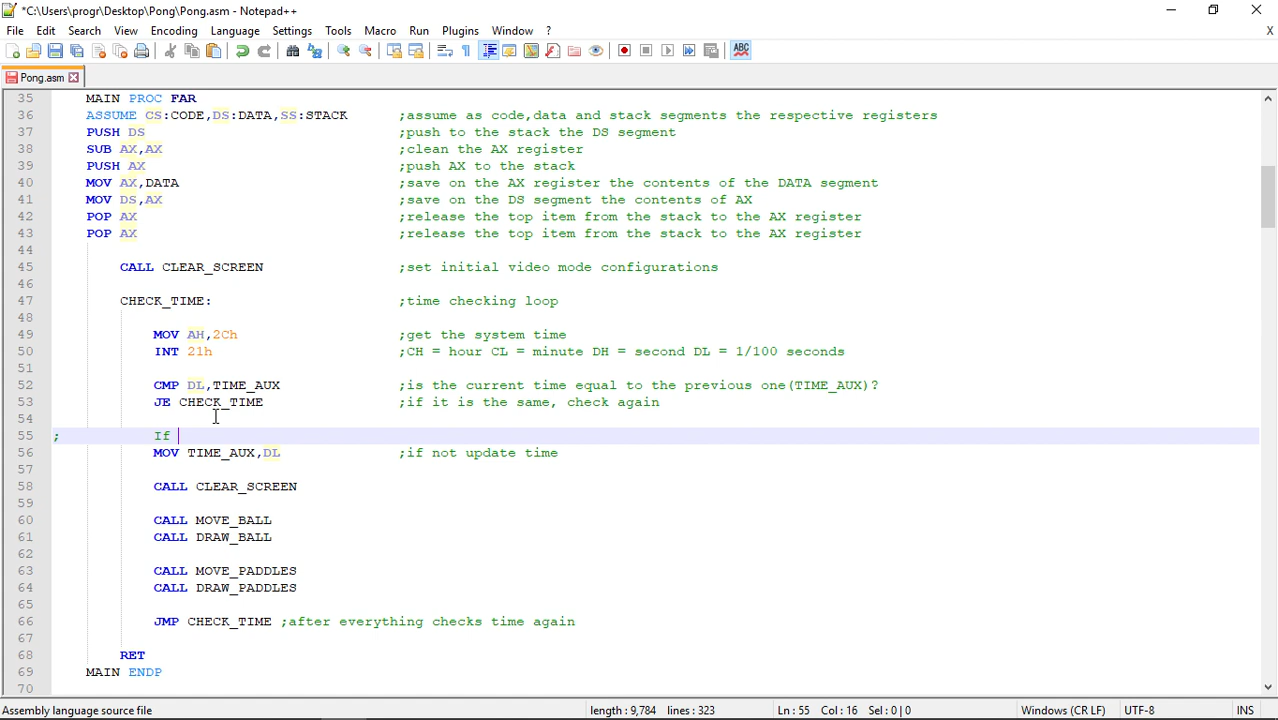 *C:\Users\progr\Desktop\Pong\Pong.asm - Notepad++
File Edit Search View Encoding Language Settings Tools Macro Run Plugins Window ? X
ABC
Pong.asm
35 MAIN PROC FAR
36 ASSUME CS:CODE,DS:DATA,SS:STACK ;assume as code,data and stack segments the respective registers
37 PUSH DS ;push to the stack the DS segment
38 SUB AX,AX ;clean the AX register
39 PUSH AX ;push AX to the stack
40 MOV AX,DATA ;save on the AX register the contents of the DATA segment
41 MOV DS,AX ;save on the DS segment the contents of AX
42 POP AX ;release the top item from the stack to the AX register
43 POP AX ;release the top item from the stack to the AX register
44
45 CALL CLEAR_SCREEN ;set initial video mode configurations
46
47 CHECK_TIME: ;time checking loop
48
49 MOV AH,2Ch ;get the system time
50 INT 21h ;CH = hour CL = minute DH = second DL = 1/100 seconds
51
52 CMP DL,TIME_AUX ;is the current time equal to the previous one(TIME_AUX)?
53 JE CHECK_TIME ;if it is the same, check again
54
55 ; If
56 MOV TIME_AUX,DL ;if not update time
57
58 CALL CLEAR_SCREEN
59
60 CALL MOVE_BALL
61 CALL DRAW_BALL
62
63 CALL MOVE_PADDLES
64 CALL DRAW_PADDLES
65
66 JMP CHECK_TIME ;after everything checks time again
67
68 RET
69 MAIN ENDP
70
Assembly language source file length : 9,784 lines : 323 Ln : 55 Col : 16 Sel : 0 | 0 Windows (CR LF) UTF-8 INS